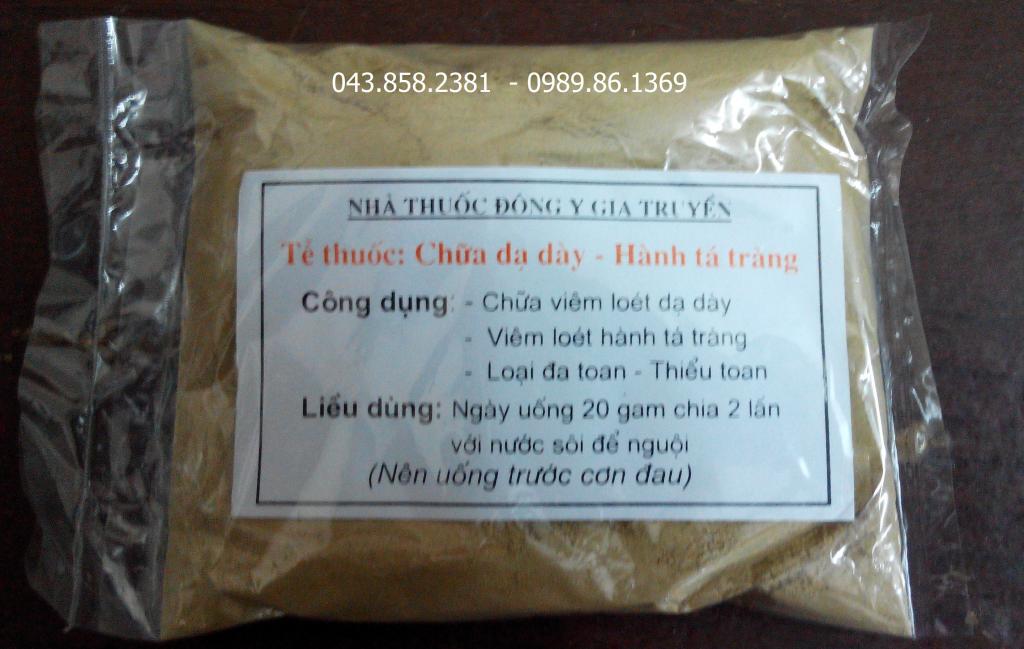 043.858.2381 - 0989.86.1369
NHÀ THUỐC ĐÔNG Y GIA TRUYỀN
Tễ thuốc: Chữa dạ dày - Hành tá tràng
Công dụng: - Chữa viêm loét dạ dày
- Viêm loét hành tá tràng
- Loại đa toan - Thiểu toan
Liều dùng: Ngày uống 20 gam chia 2 lần
với nước sôi để nguội
(Nên uống trước cơn đau)